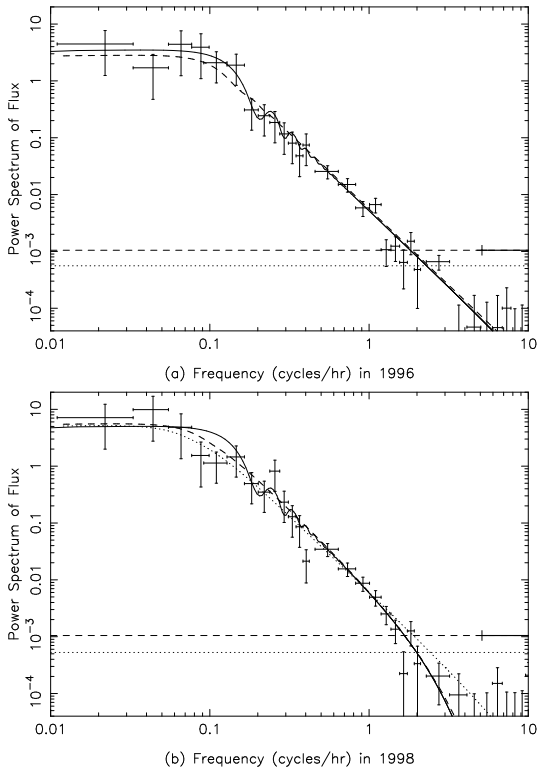 10
1
0.1
0.01
10⁻³
10⁻⁴
Power Spectrum of Flux
0.01 0.1 1 10
(a) Frequency (cycles/hr) in 1996
10
1
0.1
0.01
10⁻³
10⁻⁴
Power Spectrum of Flux
0.01 0.1 1 10
(b) Frequency (cycles/hr) in 1998